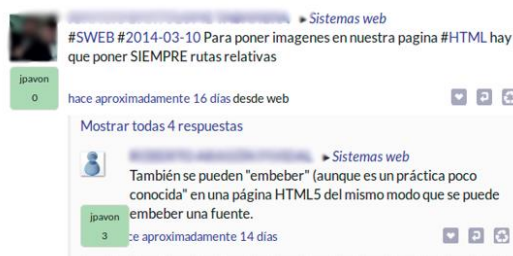 ▸Sistemas web
#SWEB #2014-03-10 Para poner imagenes en nuestra pagina #HTML hay
que poner SIEMPRE rutas relativas
jpavon
0
hace aproximadamente 16 días desde web
Mostrar todas 4 respuestas
▸Sistemas web
También se pueden "embeber" (aunque es un práctica poco
conocida" en una página HTML5 del mismo modo que se puede
embeber una fuente.
jpavon
3
ce aproximadamente 14 días